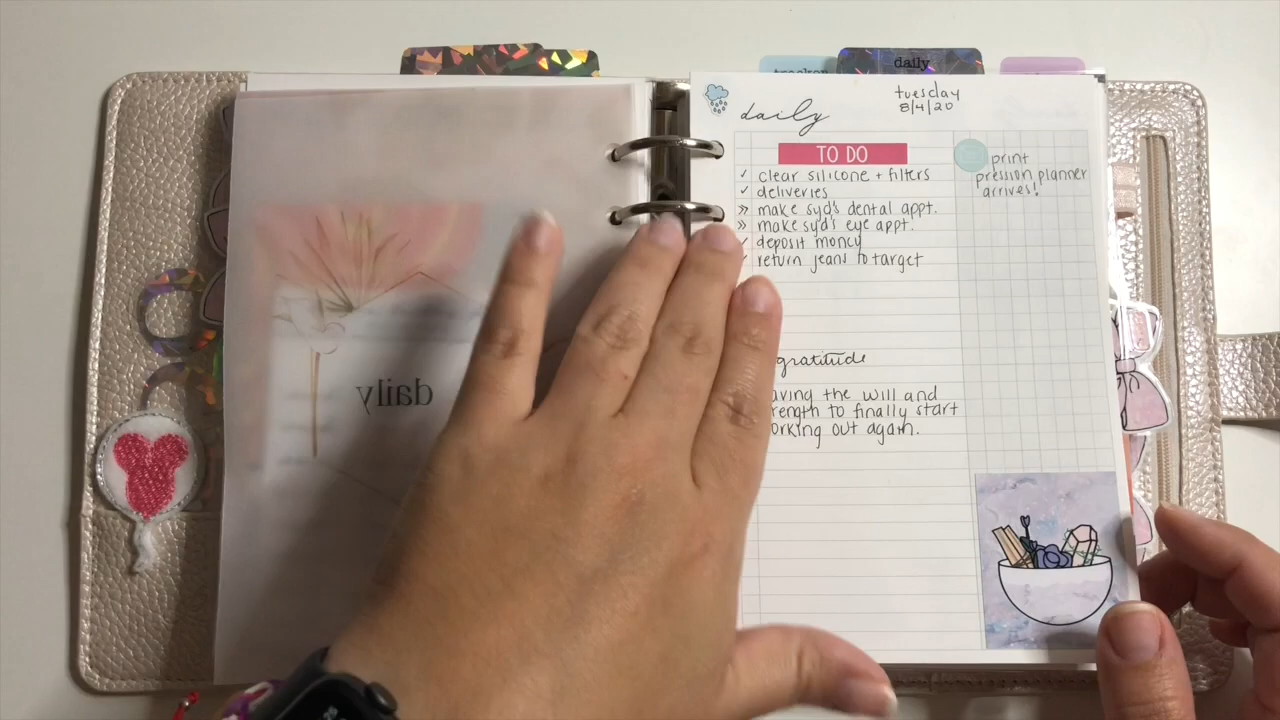 daily
daily
tuesday
8/4/20
daily
TO DO
clear silicone + filters
deliveries
make syd's dental appt.
make syd's eye appt.
deposit money
return jeans to target
print
pression planner
arrives!
gratitude
aving the will and
rength to finally start
orking out again.